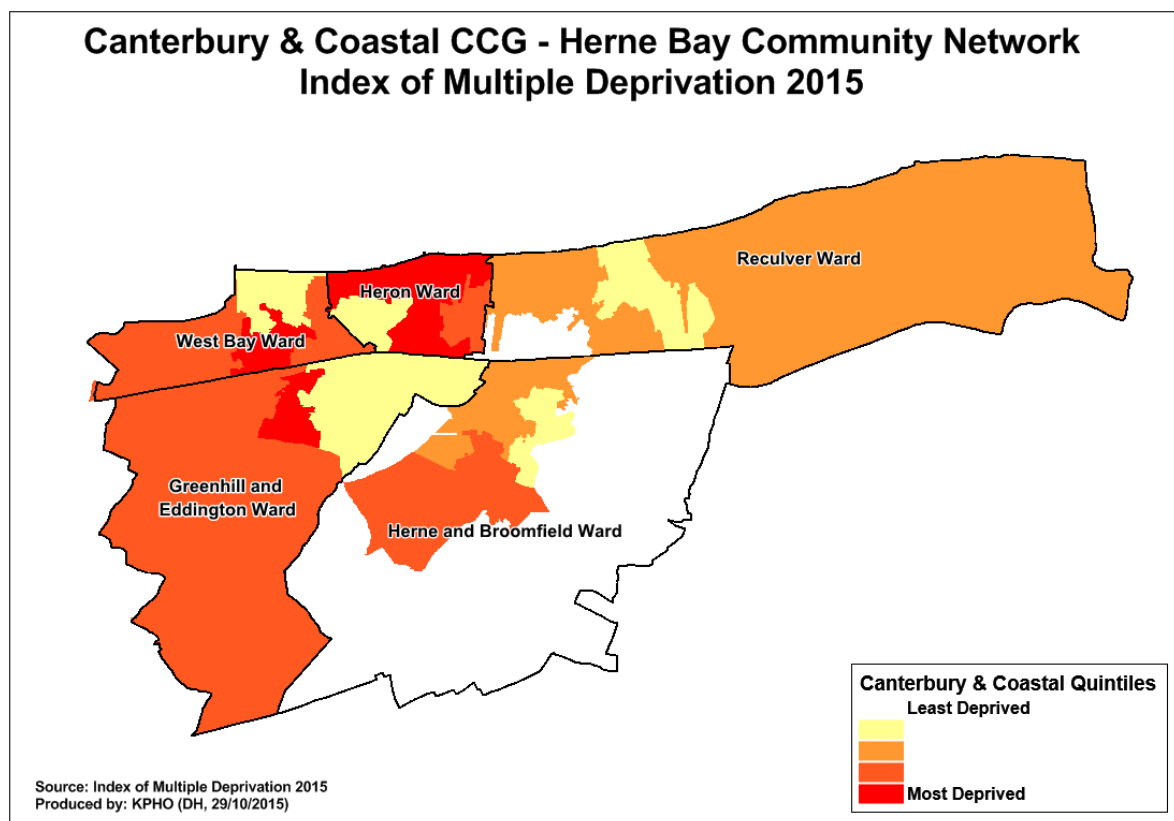 Canterbury & Coastal CCG - Herne Bay Community Network
Index of Multiple Deprivation 2015
Reculver Ward
Heron Ward
West Bay Ward
Greenhill and
Eddington Ward
Herne and Broomfield Ward
Canterbury & Coastal Quintiles
Least Deprived
Most Deprived
Source: Index of Multiple Deprivation 2015
Produced by: KPHO (DH, 29/10/2015)